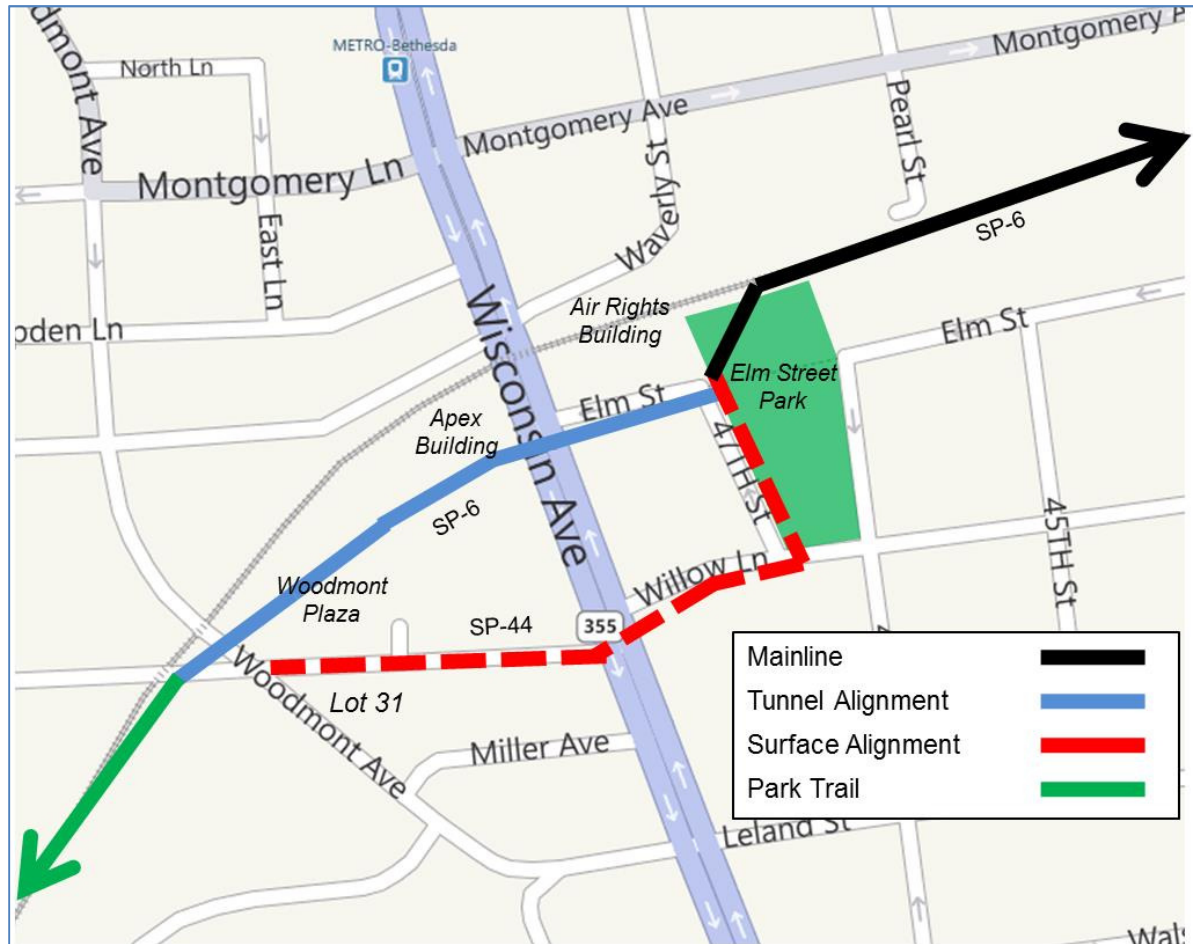 dmont Ave
North Ln
METRO-Bethesda
Montgomery A
Montgomery Ave
Pearl St
Montgomery Ln
East Ln
Waverly St
SP-6
Wisconsin Ave
Air Rights
Building
Elm St
pden Ln
Elm Street
Park
Elm St
Apex
Building
47TH St
SP-6
45TH St
Woodmont
Plaza
Willow Ln
SP-44
355
Woodmont Ave
Lot 31
Miller Ave
Leland St
Wals
Mainline
Tunnel Alignment
Surface Alignment
Park Trail